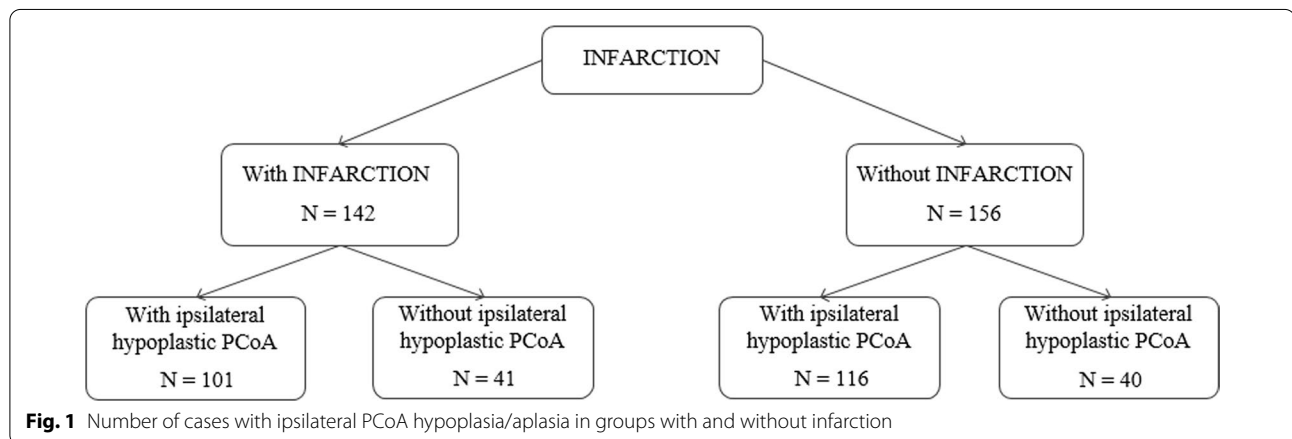 INFARCTION
With INFARCTION
N = 142
Without INFARCTION
N = 156
With ipsilateral
hypoplastic PCoA
N = 101
Without ipsilateral
hypoplastic PCoA
N = 41
With ipsilateral
hypoplastic PCoA
N = 116
Without ipsilateral
hypoplastic PCoA
N = 40
Fig. 1 Number of cases with ipsilateral PCoA hypoplasia/aplasia in groups with and without infarction